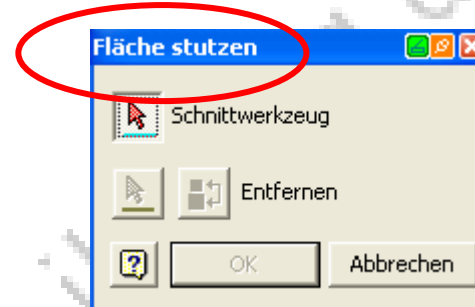 Fläche stutzen
Schnittwerkzeug
Entfernen
OK
Abbrechen